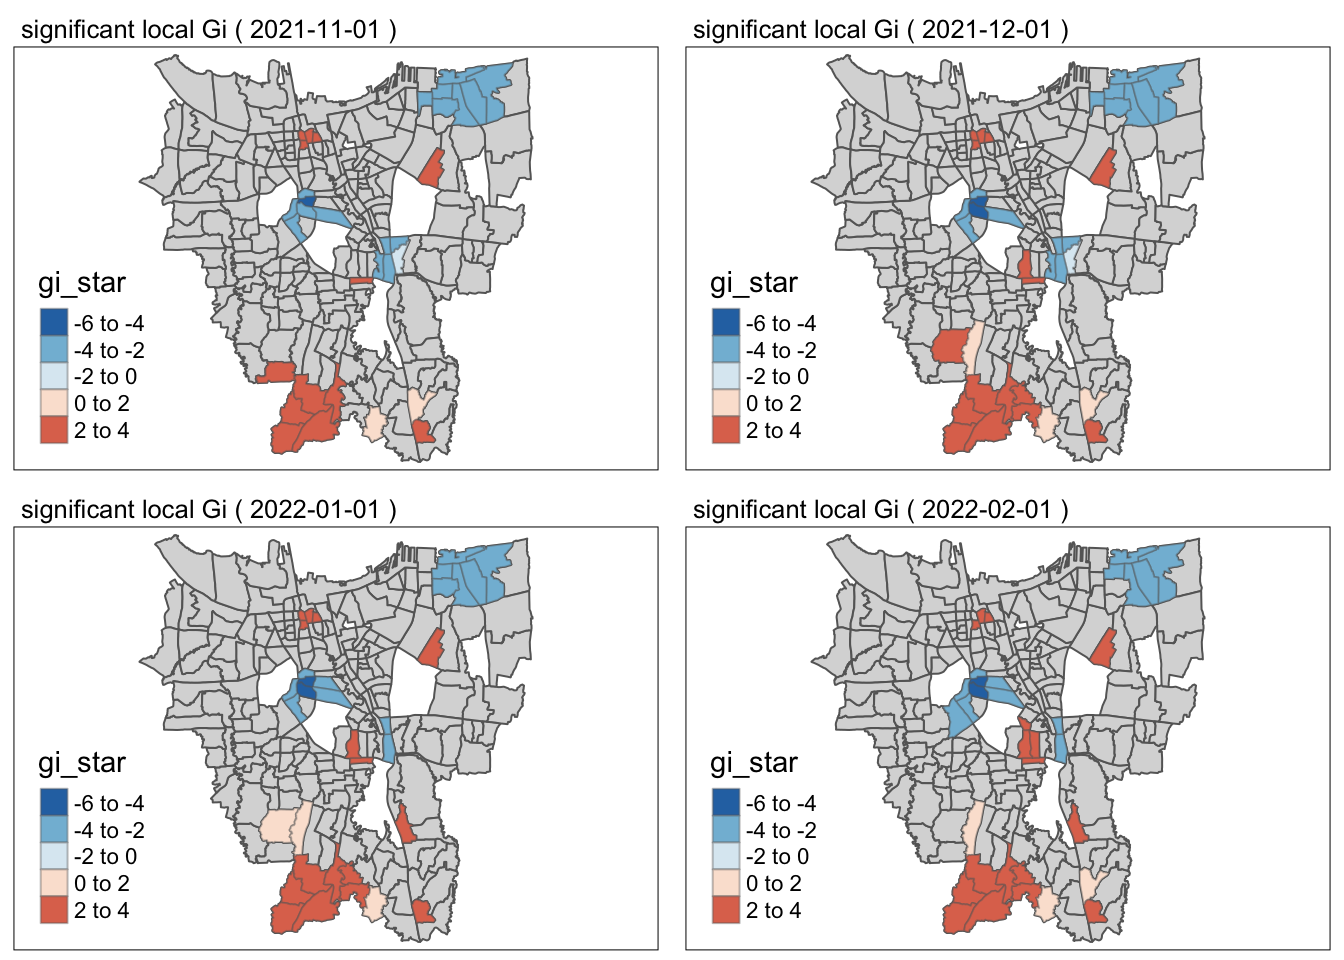 significant local Gi ( 2021-11-01 )
gi_star
-6 to -4
-4 to -2
-2 to 0
0 to 2
2 to 4
significant local Gi ( 2021-12-01 )
gi_star
-6 to -4
-4 to -2
-2 to 0
0 to 2
2 to 4
significant local Gi ( 2022-01-01 )
gi_star
-6 to -4
-4 to -2
-2 to 0
0 to 2
2 to 4
significant local Gi ( 2022-02-01 )
gi_star
-6 to -4
-4 to -2
-2 to 0
0 to 2
2 to 4